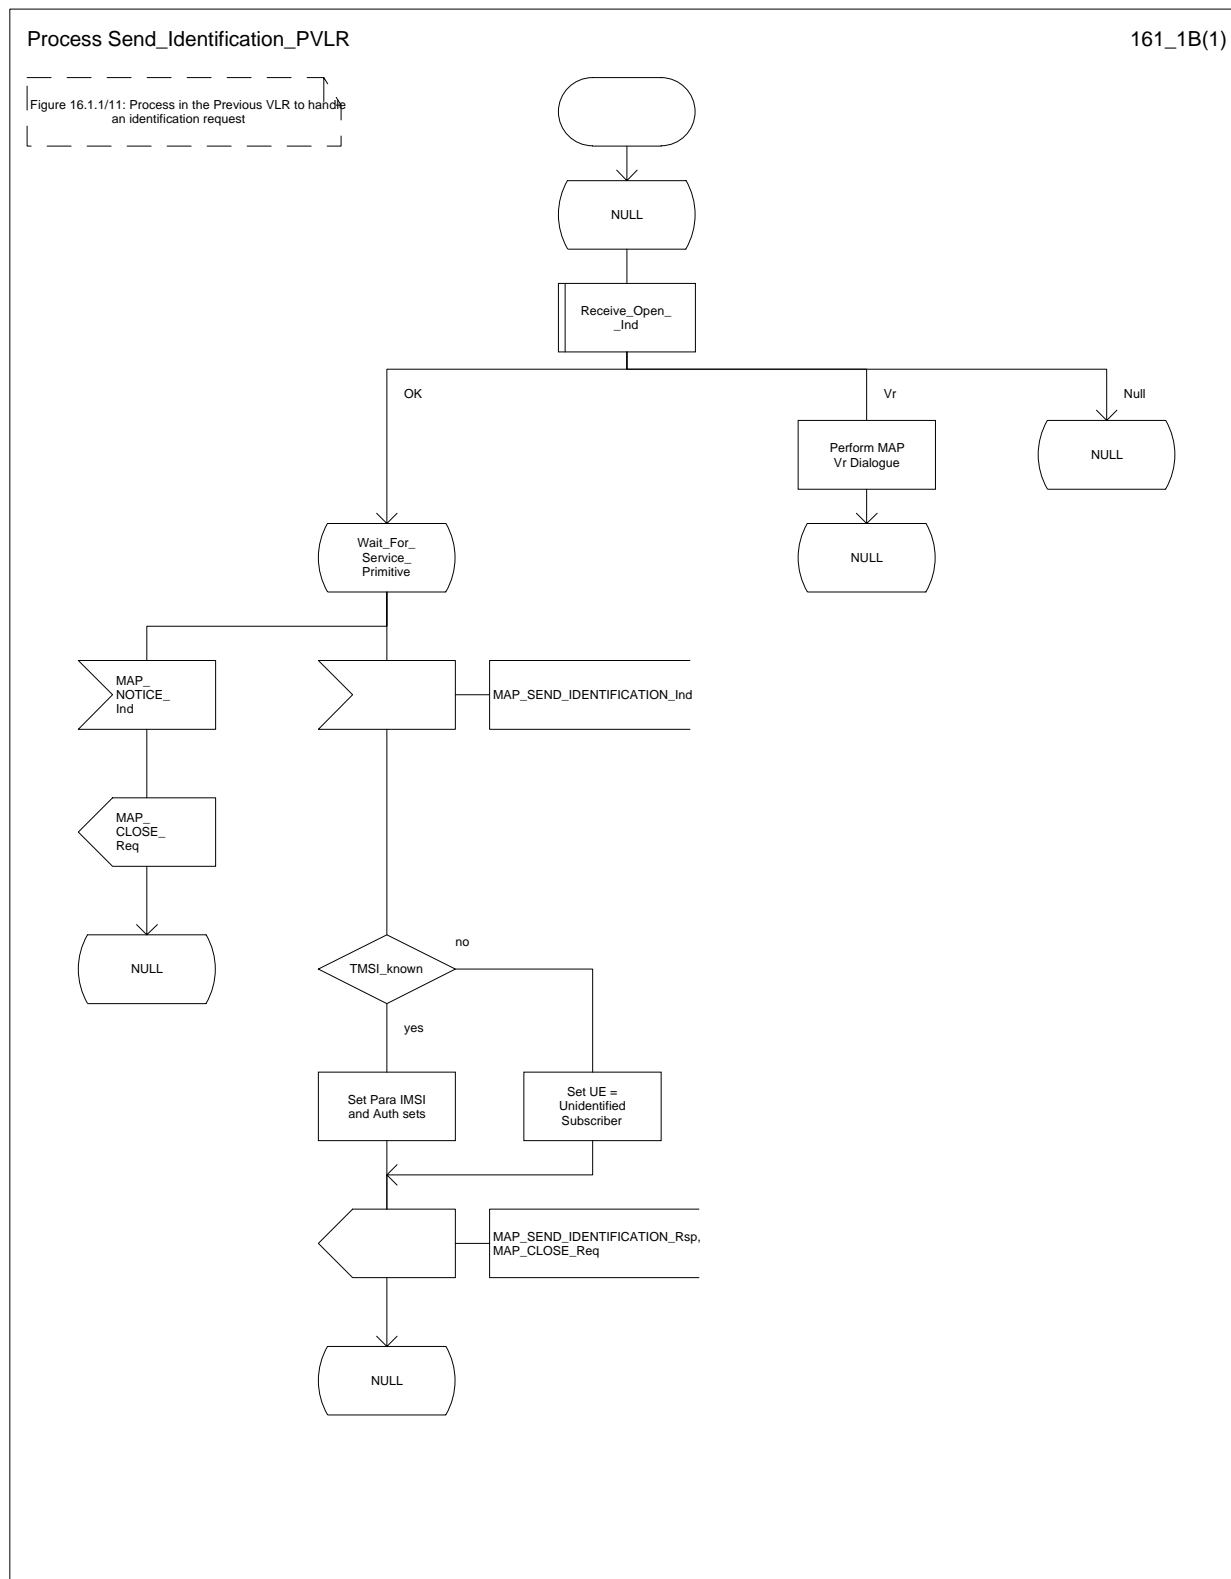 Process Send_Identification_PVLR
161_1B(1)
Figure 16.1.1/11: Process in the Previous VLR to handle
an identification request
NULL
Receive_Open_
_Ind
OK
Vr
Null
Perform MAP
Vr Dialogue
NULL
Wait_For_
Service_
Primitive
NULL
MAP_
NOTICE_
Ind
MAP_SEND_IDENTIFICATION_Ind
MAP_
CLOSE_
Req
NULL
TMSI_known
no
yes
Set Para IMSI
and Auth sets
Set UE =
Unidentified
Subscriber
MAP_SEND_IDENTIFICATION_Rsp,
MAP_CLOSE_Req
NULL